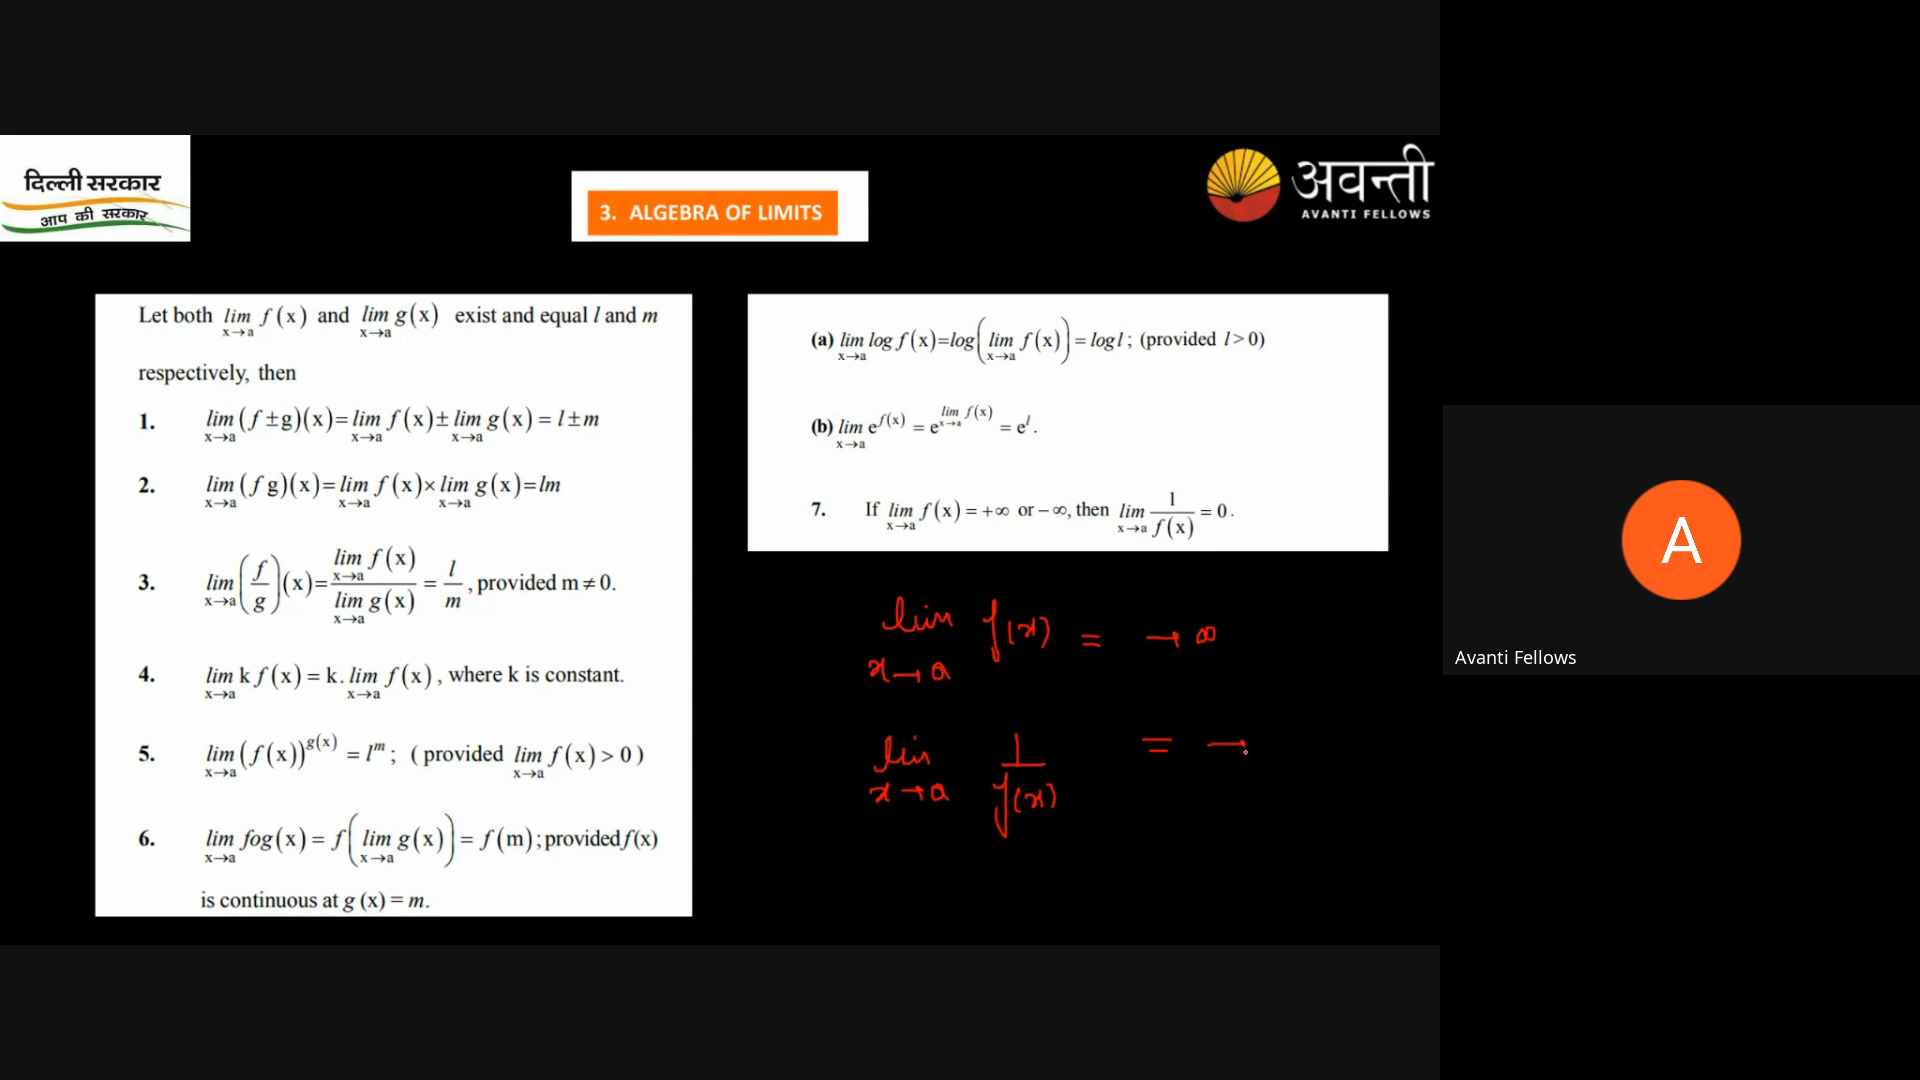 दिल्ली सरकार
आप की सरकार
3. ALGEBRA OF LIMITS
अवन्ती
AVANTI FELLOWS
Let both lim x→a f(x) and lim x→a g(x) exist and equal l and m
respectively, then
1. lim x→a (f ± g)(x) = lim x→a f(x) ± lim x→a g(x) = l ± m
2. lim x→a (f g)(x) = lim x→a f(x) × lim x→a g(x) = lm
3. lim x→a (f/g)(x) = lim x→a f(x) / lim x→a g(x) = l/m , provided m ≠ 0.
4. lim x→a k f(x) = k. lim x→a f(x) , where k is constant.
5. lim x→a (f(x))^g(x) = l^m ; ( provided lim x→a f(x) > 0 )
6. lim x→a fog(x) = f( lim x→a g(x) ) = f(m) ; provided f(x)
is continuous at g (x) = m.
(a) lim x→a log f(x) = log( lim x→a f(x) ) = log l ; (provided l > 0)
(b) lim x→a e^f(x) = e^lim x→a f(x) = e^l .
7. If lim x→a f(x) = +∞ or −∞, then lim x→a 1/f(x) = 0 .
lim x→a f(x) = → ∞
lim x→a 1/f(x) = →
A
Avanti Fellows